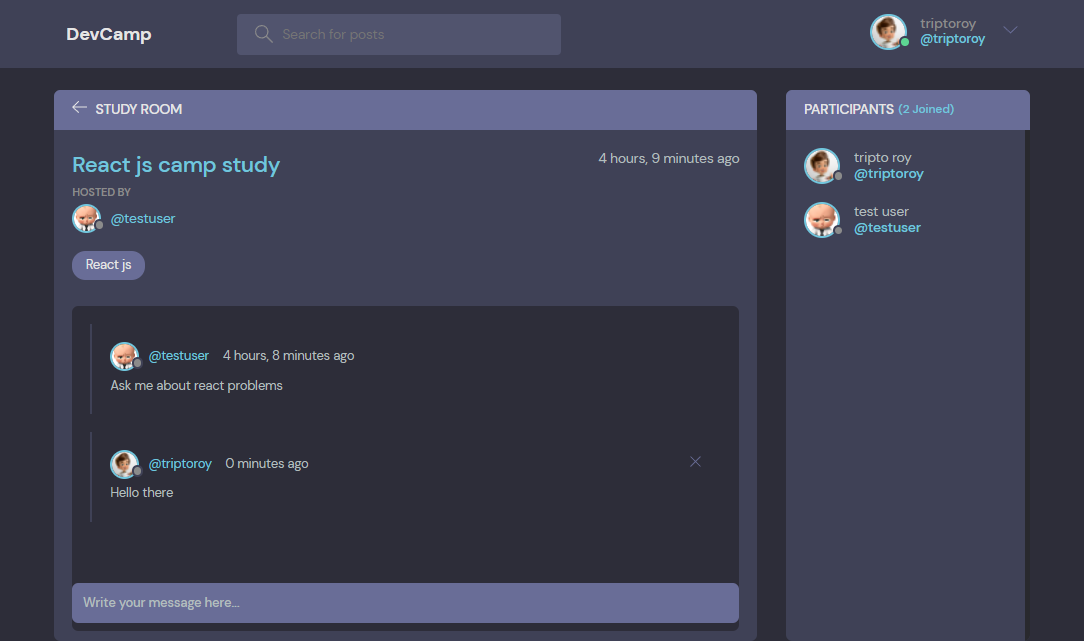 DevCamp
Search for posts
triptoroy
@triptoroy
STUDY ROOM
React js camp study
4 hours, 9 minutes ago
HOSTED BY
@testuser
React js
@testuser 4 hours, 8 minutes ago
Ask me about react problems
@triptoroy 0 minutes ago
Hello there
Write your message here...
PARTICIPANTS (2 Joined)
tripto roy
@triptoroy
test user
@testuser